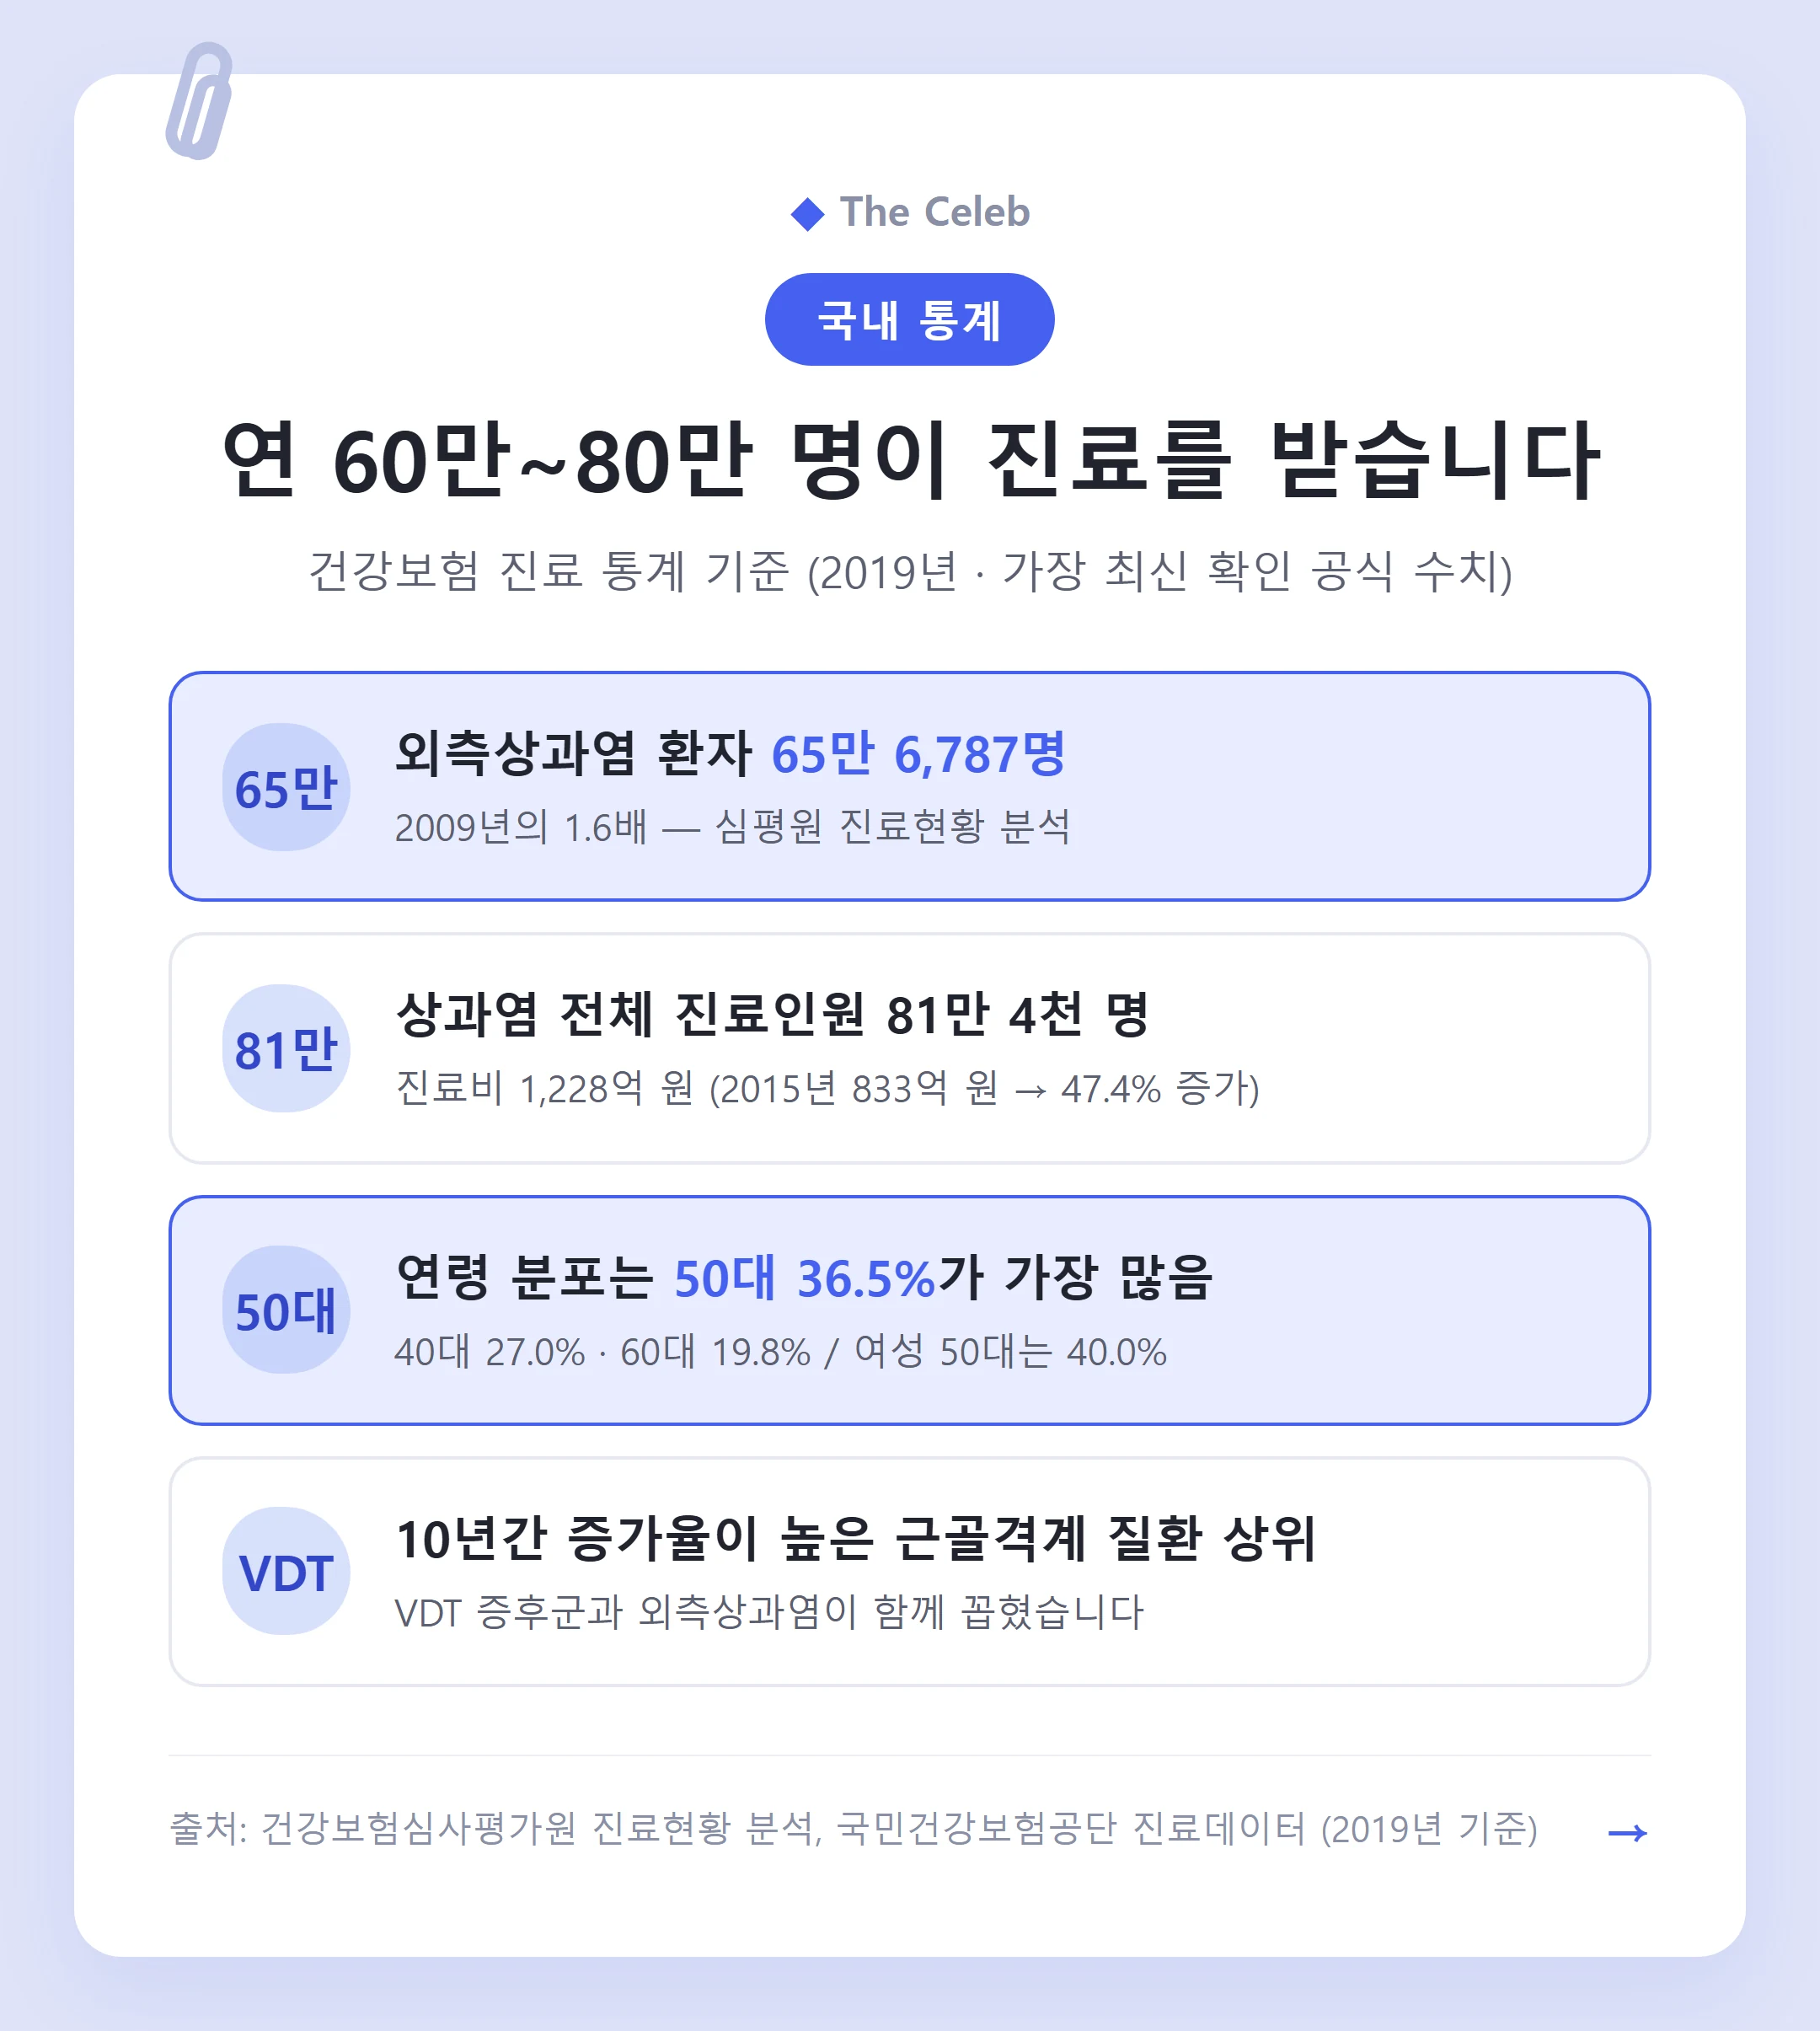 ◆ The Celeb
국내 통계
연 60만~80만 명이 진료를 받습니다
건강보험 진료 통계 기준 (2019년 · 가장 최신 확인 공식 수치)
65만
외측상과염 환자 65만 6,787명
2009년의 1.6배 — 심평원 진료현황 분석
81만
상과염 전체 진료인원 81만 4천 명
진료비 1,228억 원 (2015년 833억 원 → 47.4% 증가)
50대
연령 분포는 50대 36.5%가 가장 많음
40대 27.0% · 60대 19.8% / 여성 50대는 40.0%
VDT
10년간 증가율이 높은 근골격계 질환 상위
VDT 증후군과 외측상과염이 함께 꼽혔습니다
출처: 건강보험심사평가원 진료현황 분석, 국민건강보험공단 진료데이터 (2019년 기준) →